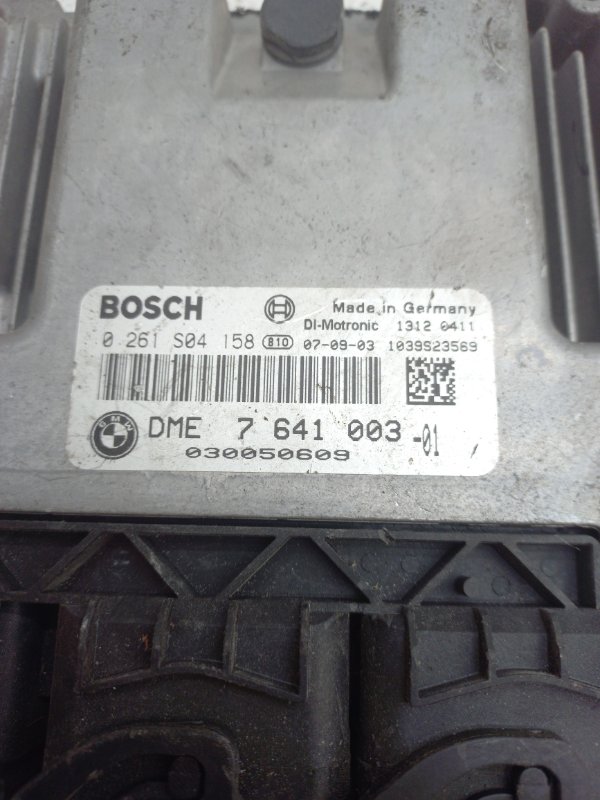 BOSCH
Made in Germany
DI-Motronic 1312 0411
0 261 S04 158 810 07-09-03 1039S23569
BMW
DME 7 641 003 -01
030050609